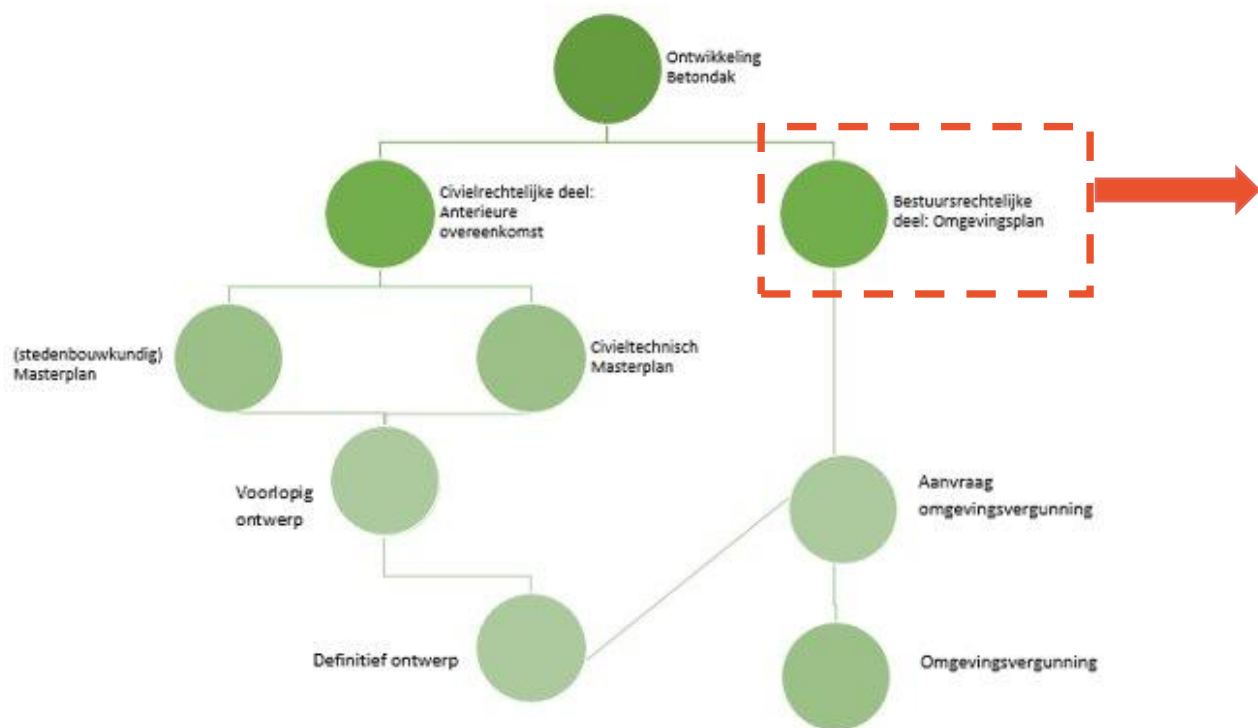 Ontwikkeling
Betondak
Civielrechtelijke deel:
Anterieure
overeenkomst
Bestuursrechtelijke
deel: Omgevingsplan
(stedenbouwkundig)
Masterplan
Civieltechnisch
Masterplan
Voorlopig
ontwerp
Aanvraag
omgevingsvergunning
Definitief ontwerp
Omgevingsvergunning